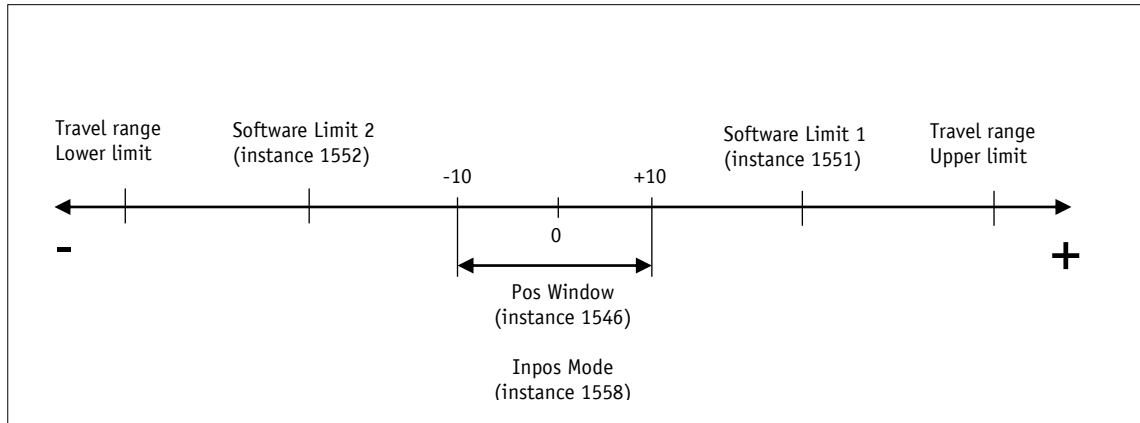 Travel range
Lower limit
Software Limit 2
(instance 1552)
Software Limit 1
(instance 1551)
Travel range
Upper limit
-10
+10
0
-
+
Pos Window
(instance 1546)
Inpos Mode
(instance 1558)